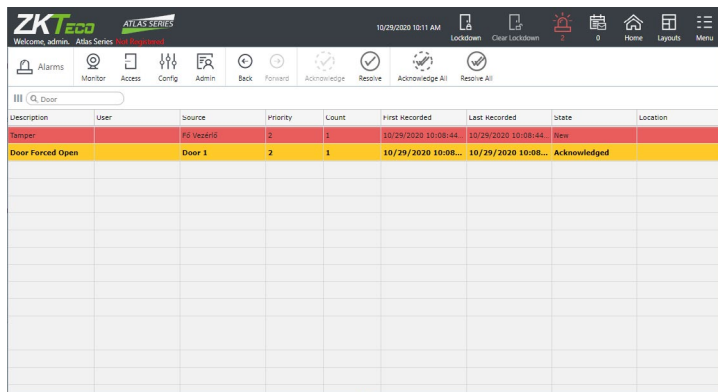 ZKTeco ATLAS SERIES
10/29/2020 10:11 AM
Lockdown Clear Lockdown 2 0 Home Layouts Menu
Welcome, admin. Atlas Series Not Registered
Alarms Monitor Access Config Admin Back Forward Acknowledge Resolve Acknowledge All Resolve All
Door
Description User Source Priority Count First Recorded Last Recorded State Location
Tamper Fő Vezérlő 2 1 10/29/2020 10:08:44.. 10/29/2020 10:08:44... New
Door Forced Open Door 1 2 1 10/29/2020 10:08... 10/29/2020 10:08... Acknowledged